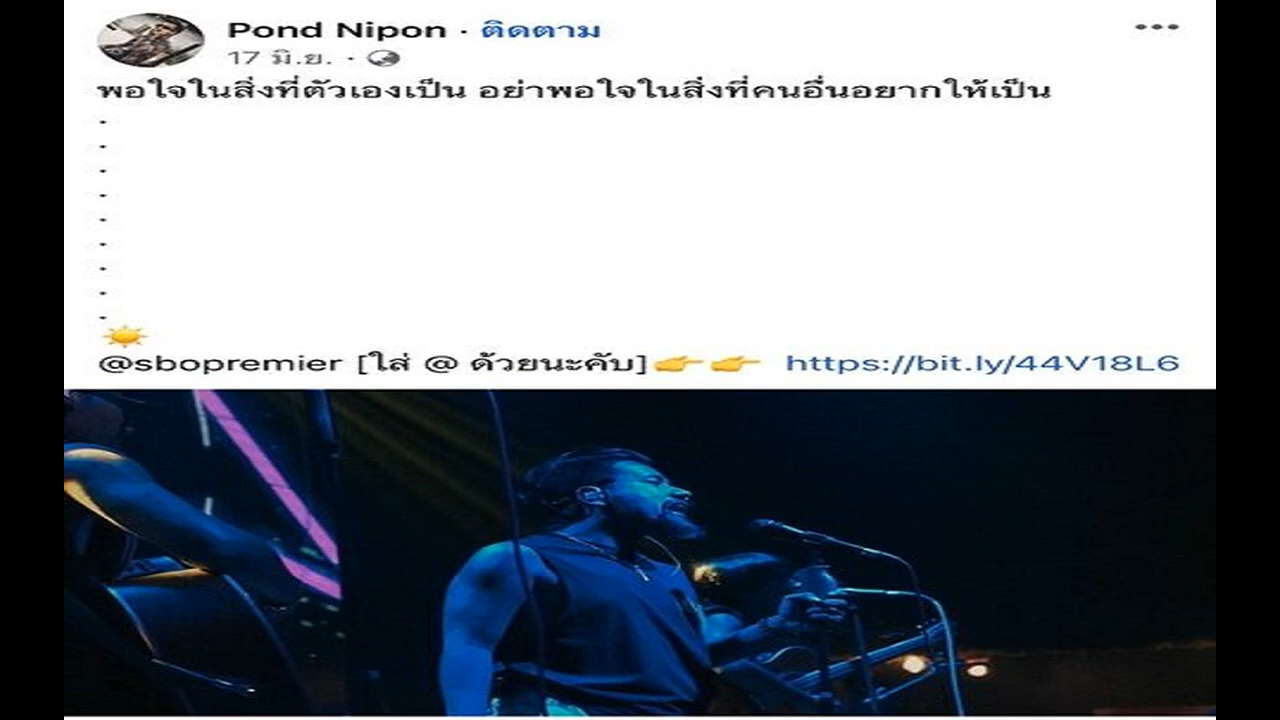 Pond Nipon · ติดตาม
17 มิ.ย. ·
พอใจในสิ่งที่ตัวเองเป็น อย่าพอใจในสิ่งที่คนอื่นอยากให้เป็น
.
.
.
.
.
.
.
.
.
☀️
@sbopremier [ใส่ @ ด้วยนะคับ]👉👉 https://bit.ly/44V18L6